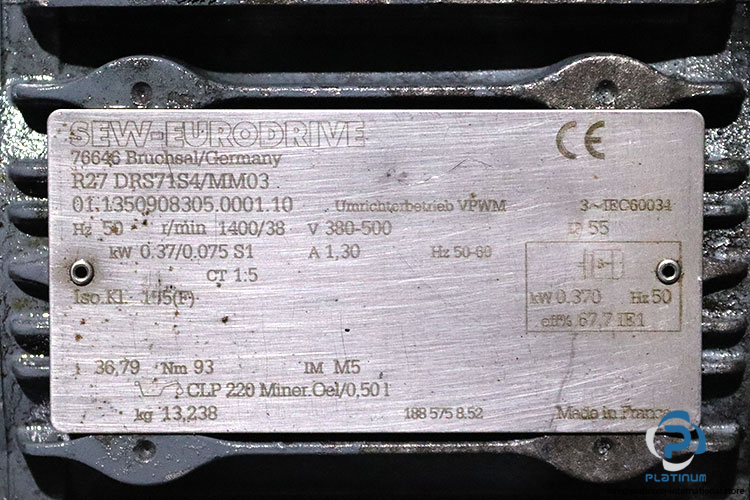 SEW-EURODRIVE
76646 Bruchsal/Germany
CE
R27 DRS71S4/MM03
01.1350908305.0001.10 Umrichterbetrieb VPWM 3~IEC60034
Hz 50 r/min 1400/38 V 380-500 IP 55
kW 0.37/0.075 S1 A 1,30 Hz 50-60
CT 1:5
kW 0.370 Hz 50
Iso.Kl. 155(F)
eff% 67,7 IE1
i 36,79 Nm 93 IM M5
CLP 220 Miner.Oel/0,50 l
kg 13,238 188 575 8.52 Made in France
PLATINUM